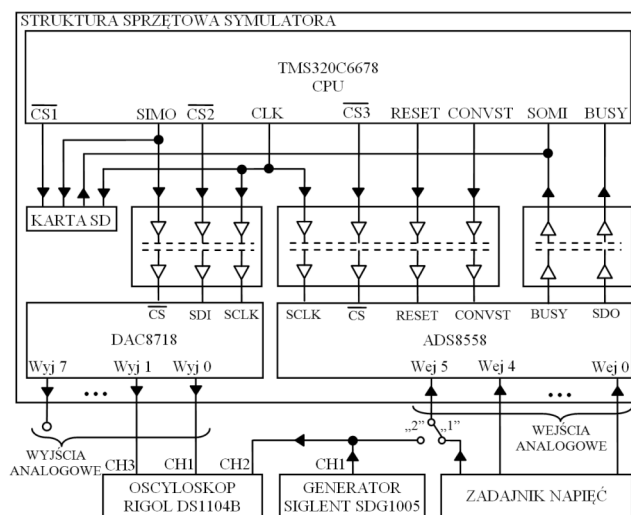 STRUKTURA SPRZĘTOWA SYMULATORA
TMS320C6678
CPU
CS1 SIMO CS2 CLK CS3 RESET CONVST SOMI BUSY
KARTA SD
CS SDI SCLK SCLK CS RESET CONVST BUSY SDO
DAC8718 ADS8558
Wyj 7 Wyj 1 Wyj 0 Wej 5 Wej 4 Wej 0
... ...
„2” „1”
WYJŚCIA
ANALOGOWE
WEJŚCIA
ANALOGOWE
CH3 CH1 CH2 CH1
OSCYLOSKOP
RIGOL DS1104B
GENERATOR
SIGLENT SDG1005
ZADAJNIK NAPIĘĆ